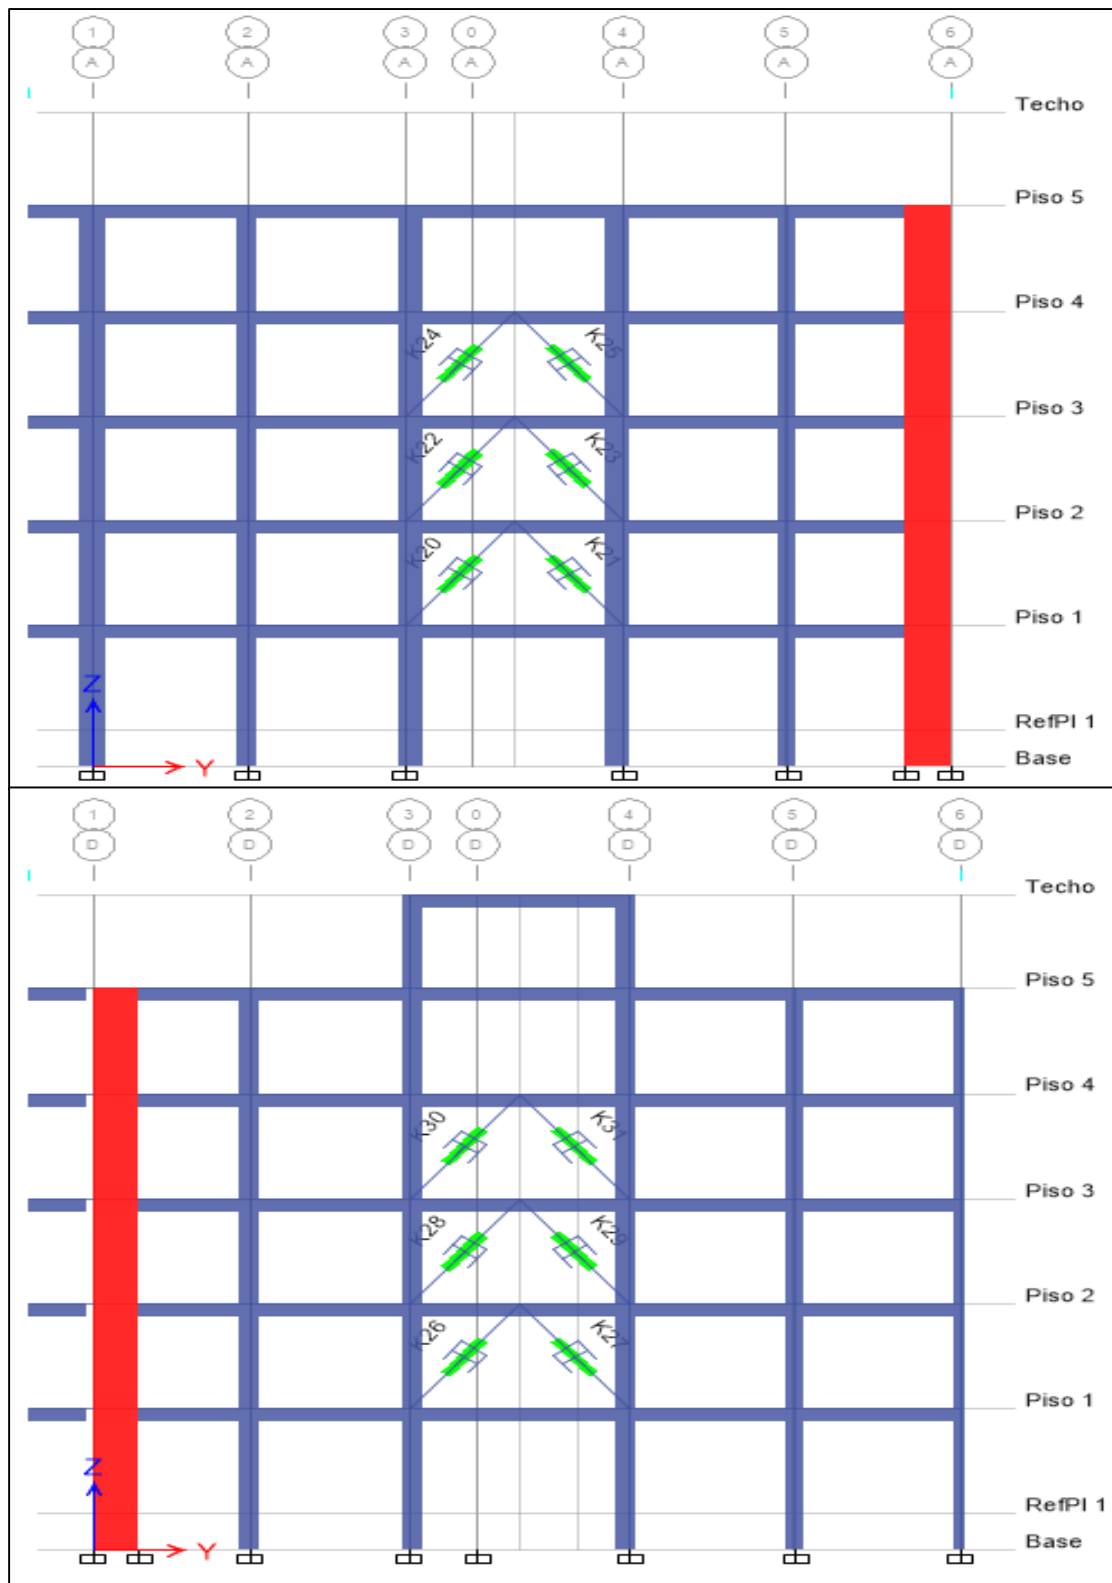 1 2 3 0 4 5 6
A A A A A A A
Techo
Piso 5
Piso 4
K24 K25
Piso 3
K22 K23
Piso 2
K20 K21
Piso 1
Z
RefPl 1
Base
Y
1 2 3 0 4 5 6
D D D D D D D
Techo
Piso 5
Piso 4
K30 K31
Piso 3
K28 K29
Piso 2
K26 K27
Piso 1
Z
RefPl 1
Base
Y